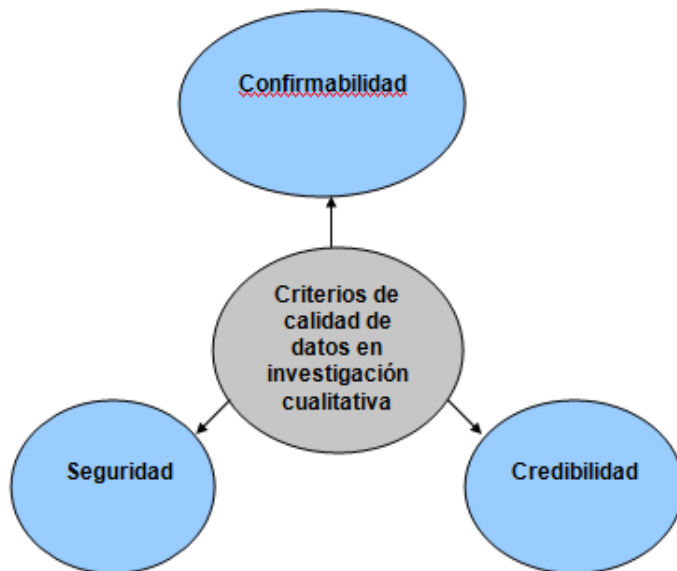 Confirmabilidad
Criterios de
calidad de
datos en
investigación
cualitativa
Seguridad
Credibilidad